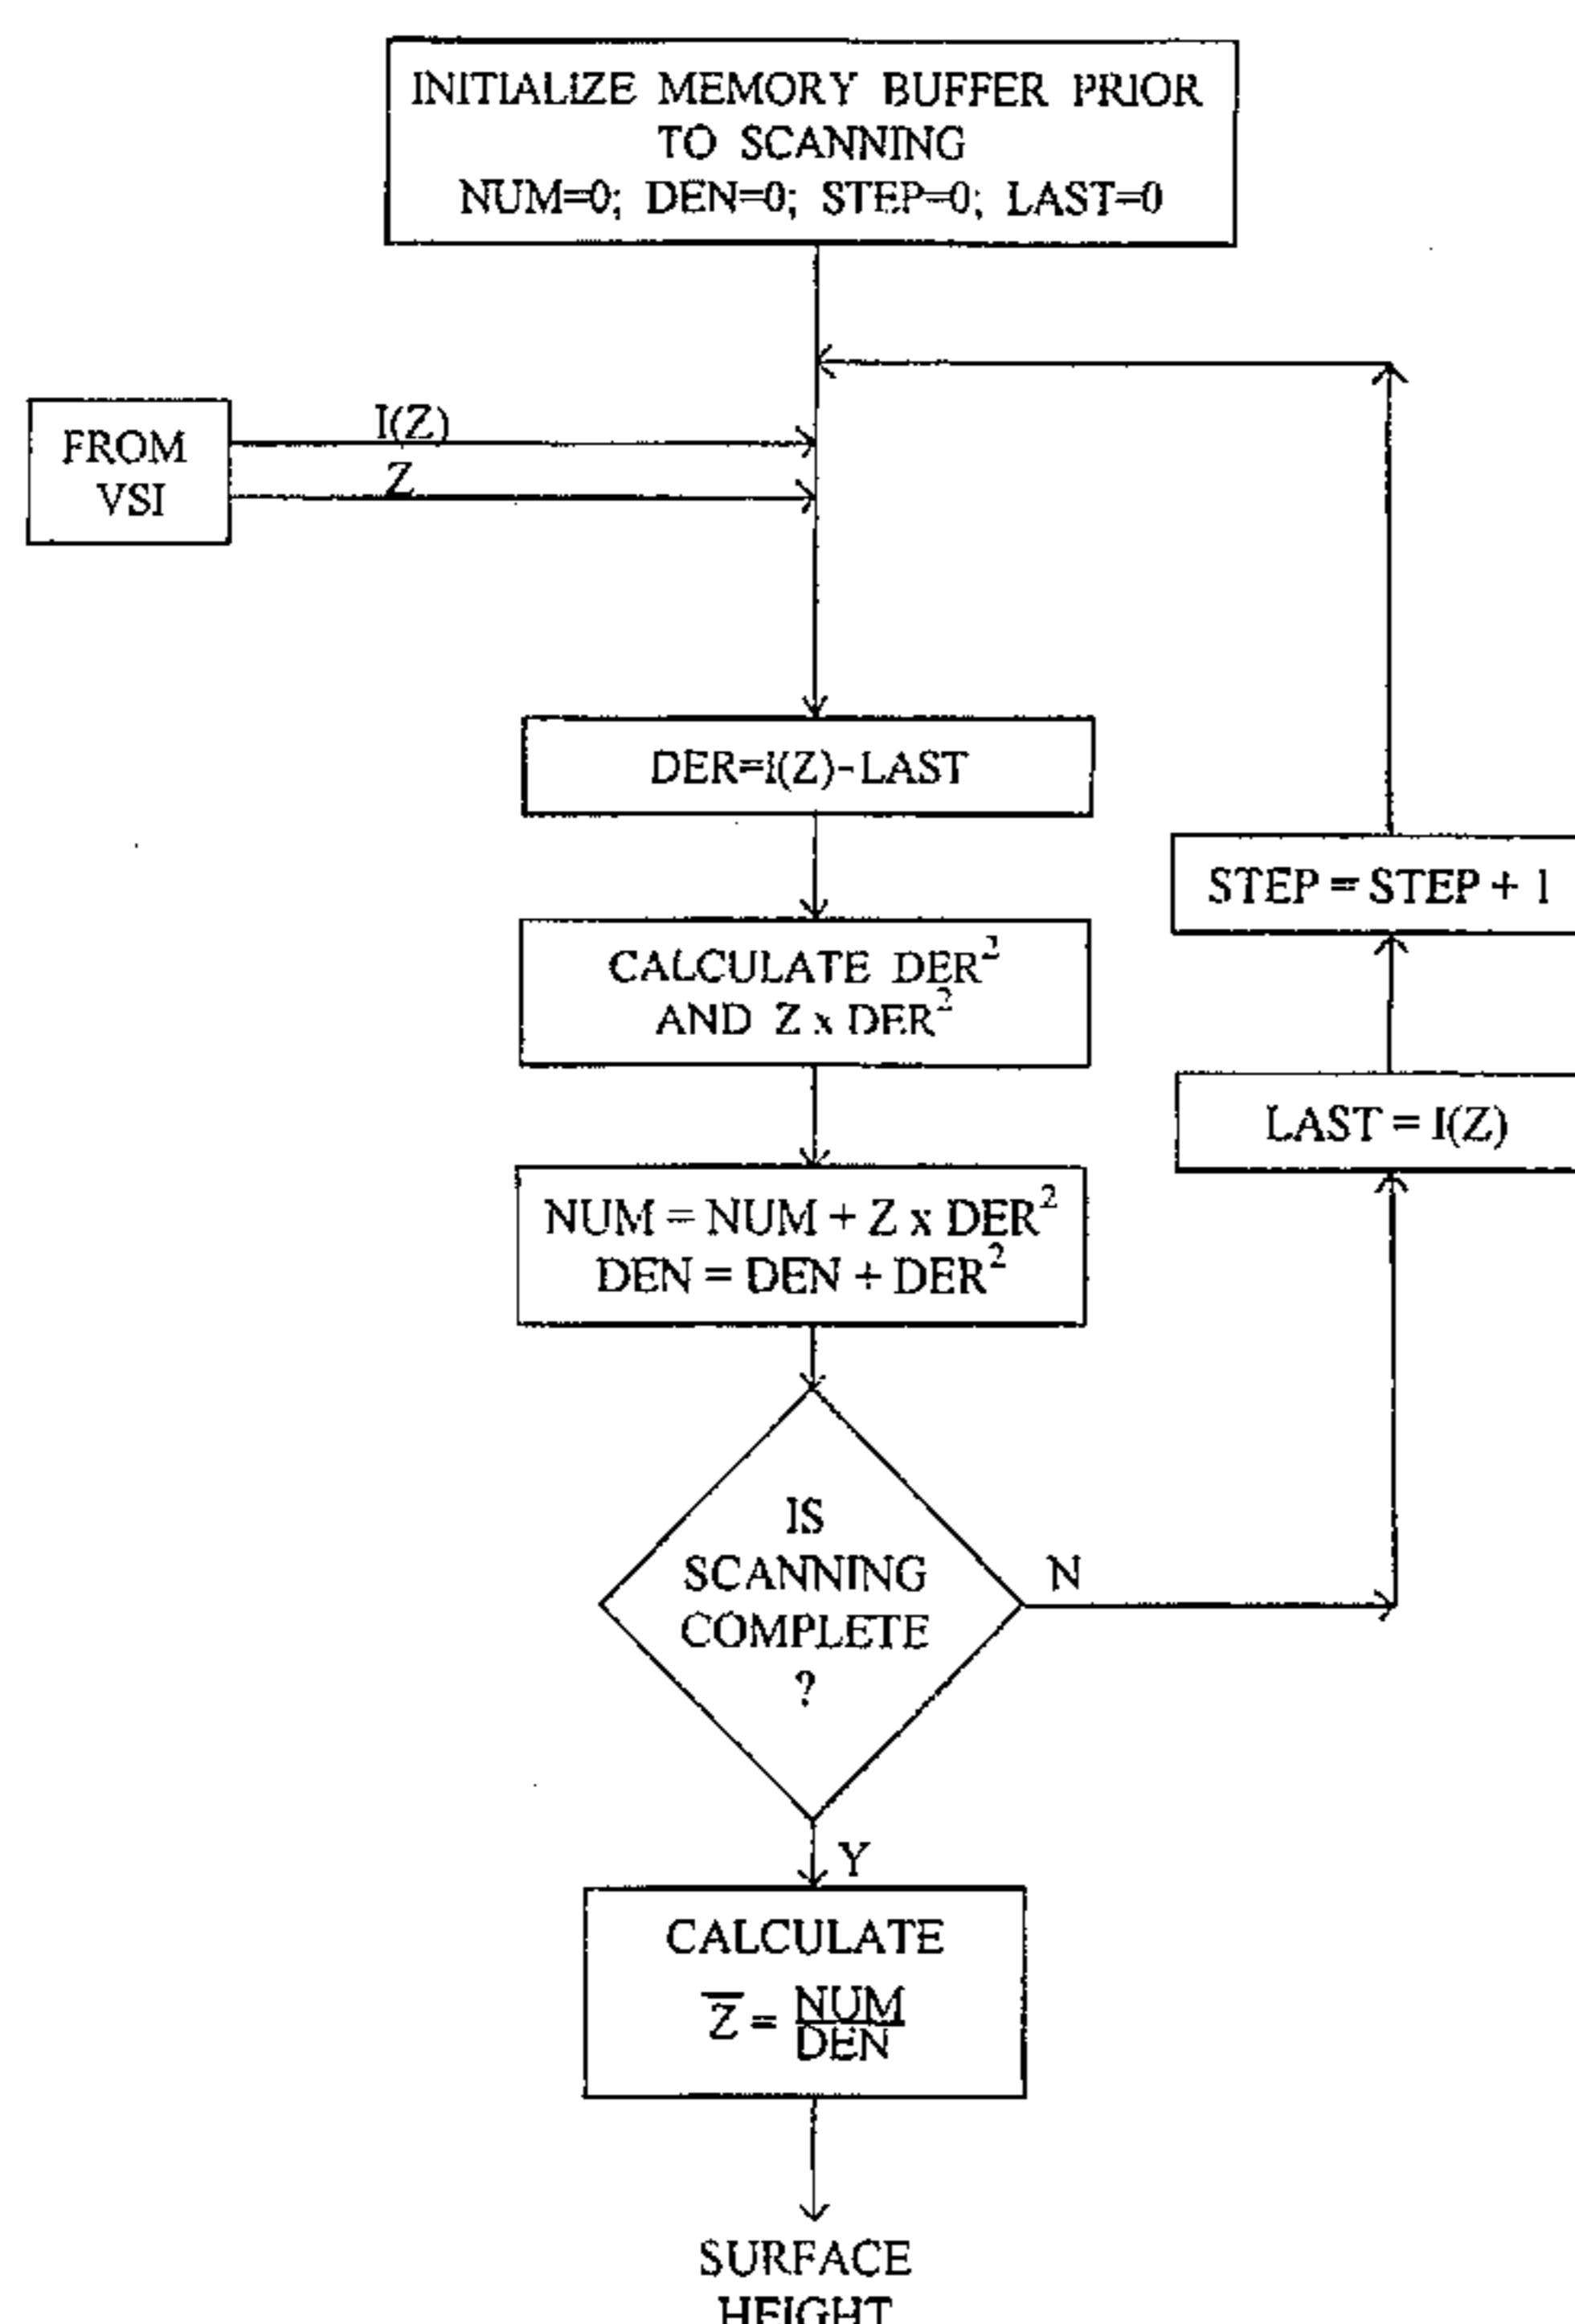 INITIALIZE MEMORY BUFFER PRIOR
TO SCANNING
NUM=0; DEN=0; STEP=0; LAST=0
FROM
VSI
I(Z)
Z
DER=I(Z)-LAST
CALCULATE DER²
AND Z x DER²
NUM = NUM + Z x DER²
DEN = DEN + DER²
IS
SCANNING
COMPLETE
?
N
LAST = I(Z)
STEP = STEP + 1
Y
CALCULATE
Z̅ = NUM
DEN
SURFACE
HEIGHT